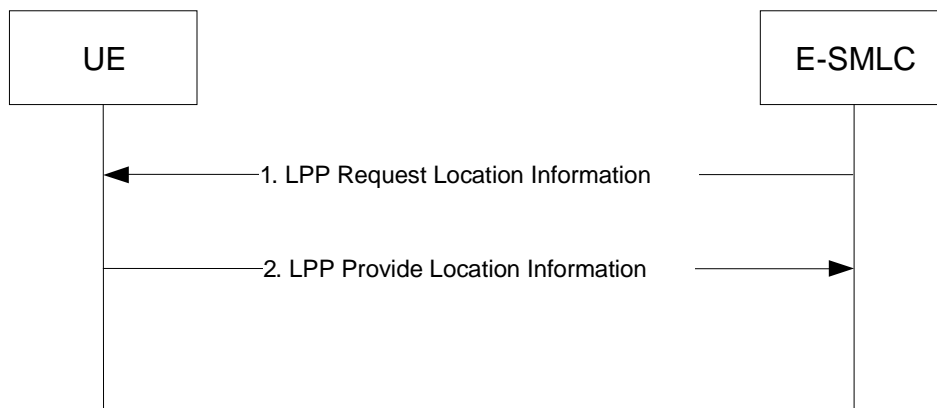 UE
E-SMLC
1. LPP Request Location Information
2. LPP Provide Location Information